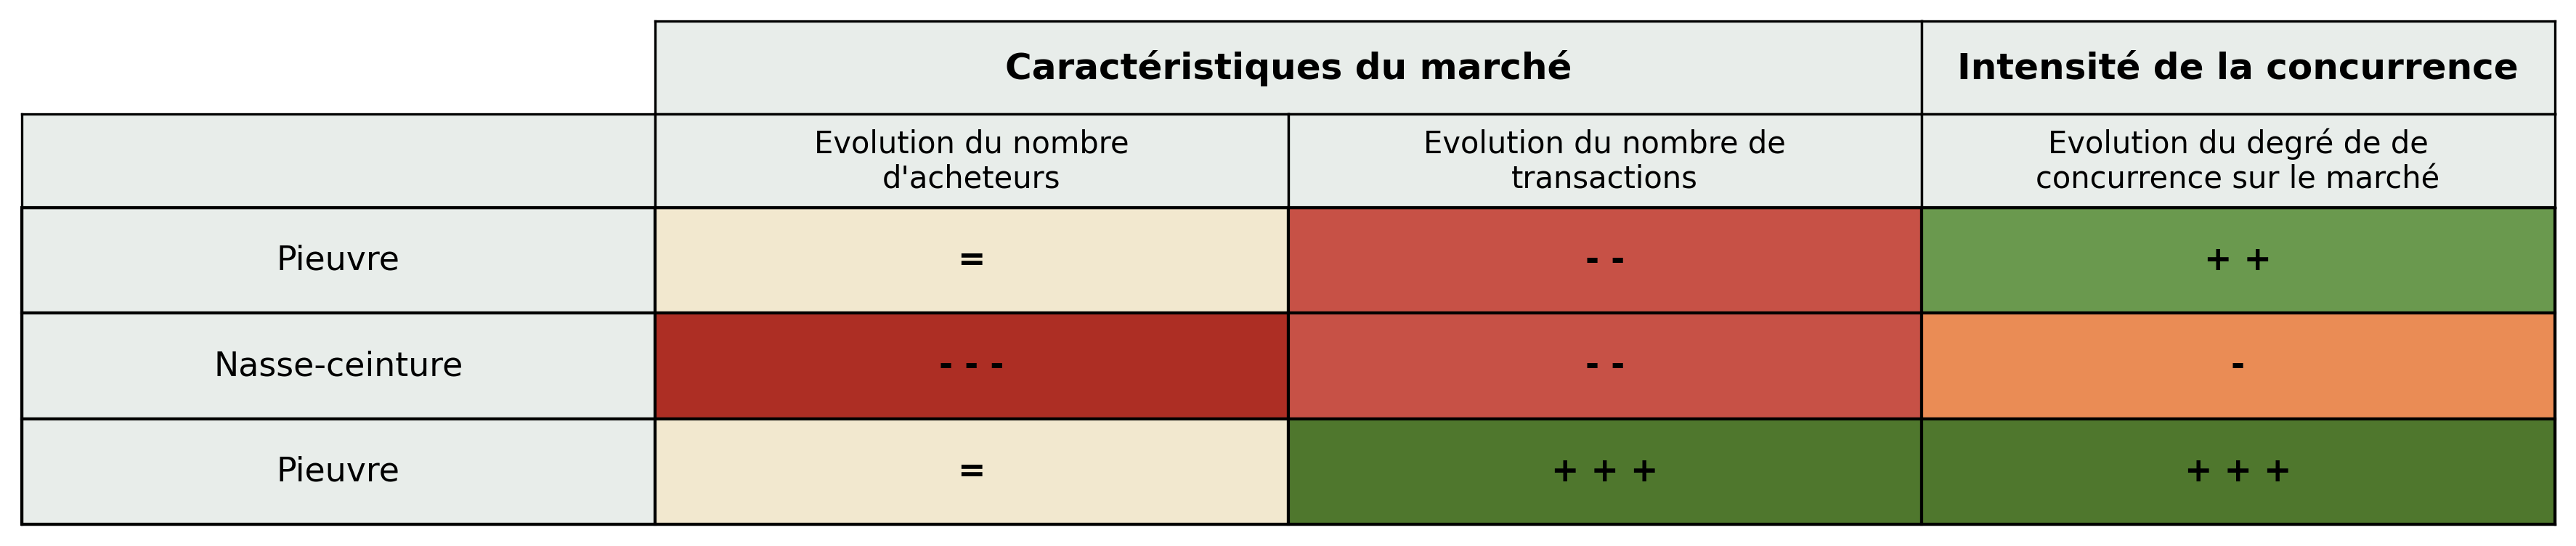 Caractéristiques du marché
Intensité de la concurrence
Evolution du nombre
d'acheteurs
Evolution du nombre de
transactions
Evolution du degré de de
concurrence sur le marché
Pieuvre
=
- -
+ +
Nasse-ceinture
- - -
- -
-
Pieuvre
=
+ + +
+ + +